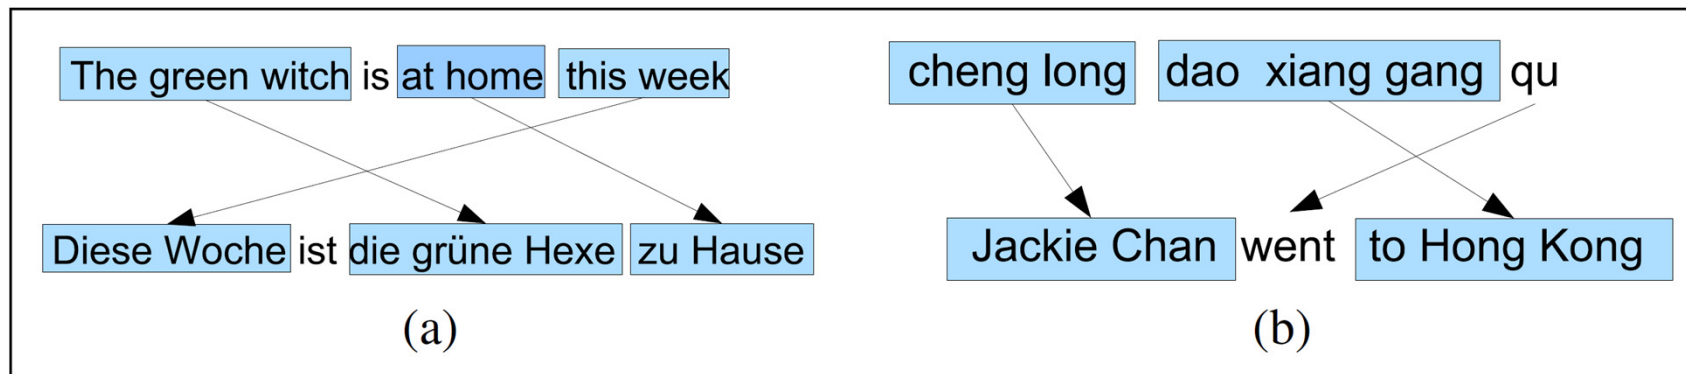 The green witch is at home this week
Diese Woche ist die grüne Hexe zu Hause
(a)
cheng long dao xiang gang qu
Jackie Chan went to Hong Kong
(b)